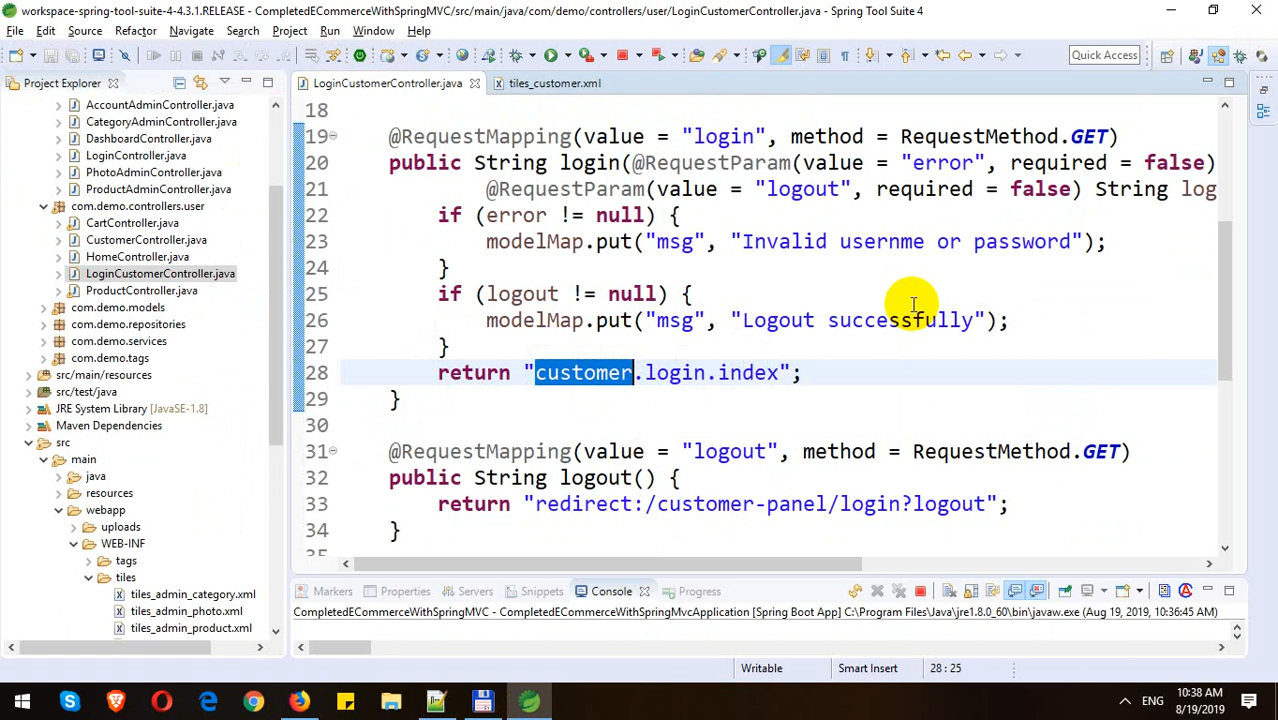 workspace-spring-tool-suite-4-4.3.1.RELEASE - CompletedECommerceWithSpringMVC/src/main/java/com/demo/controllers/user/LoginCustomerController.java - Spring Tool Suite 4
File Edit Source Refactor Navigate Search Project Run Window Help
Quick Access
Project Explorer
LoginCustomerController.java
tiles_customer.xml
AccountAdminController.java
CategoryAdminController.java
DashboardController.java
LoginController.java
PhotoAdminController.java
ProductAdminController.java
com.demo.controllers.user
CartController.java
CustomerController.java
HomeController.java
LoginCustomerController.java
ProductController.java
com.demo.models
com.demo.repositories
com.demo.services
com.demo.tags
src/main/resources
src/test/java
JRE System Library [JavaSE-1.8]
Maven Dependencies
src
main
java
resources
webapp
uploads
WEB-INF
tags
tiles
tiles_admin_category.xml
tiles_admin_photo.xml
tiles_admin_product.xml
18
19 @RequestMapping(value = "login", method = RequestMethod.GET)
20 public String login(@RequestParam(value = "error", required = false)
21 @RequestParam(value = "logout", required = false) String log
22 if (error != null) {
23 modelMap.put("msg", "Invalid usernme or password");
24 }
25 if (logout != null) {
26 modelMap.put("msg", "Logout successfully");
27 }
28 return "customer.login.index";
29 }
30
31 @RequestMapping(value = "logout", method = RequestMethod.GET)
32 public String logout() {
33 return "redirect:/customer-panel/login?logout";
34 }
Markers Properties Servers Snippets Console Progress
CompletedECommerceWithSpringMVC - CompletedECommerceWithSpringMvcApplication [Spring Boot App] C:\Program Files\Java\jre1.8.0_60\bin\javaw.exe (Aug 19, 2019, 10:36:45 AM)
Writable Smart Insert 28 : 25
ENG
10:38 AM
8/19/2019